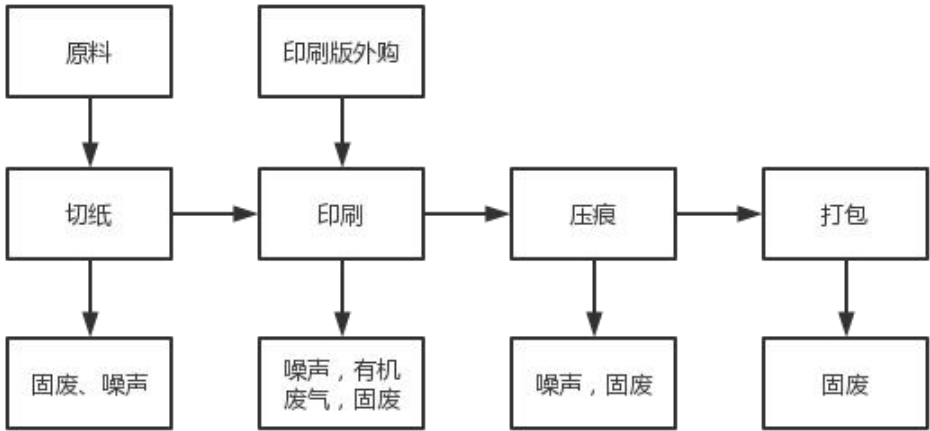 原料
印刷版外购
切纸
印刷
压痕
打包
固废、噪声
噪声，有机
废气，固废
噪声，固废
固废